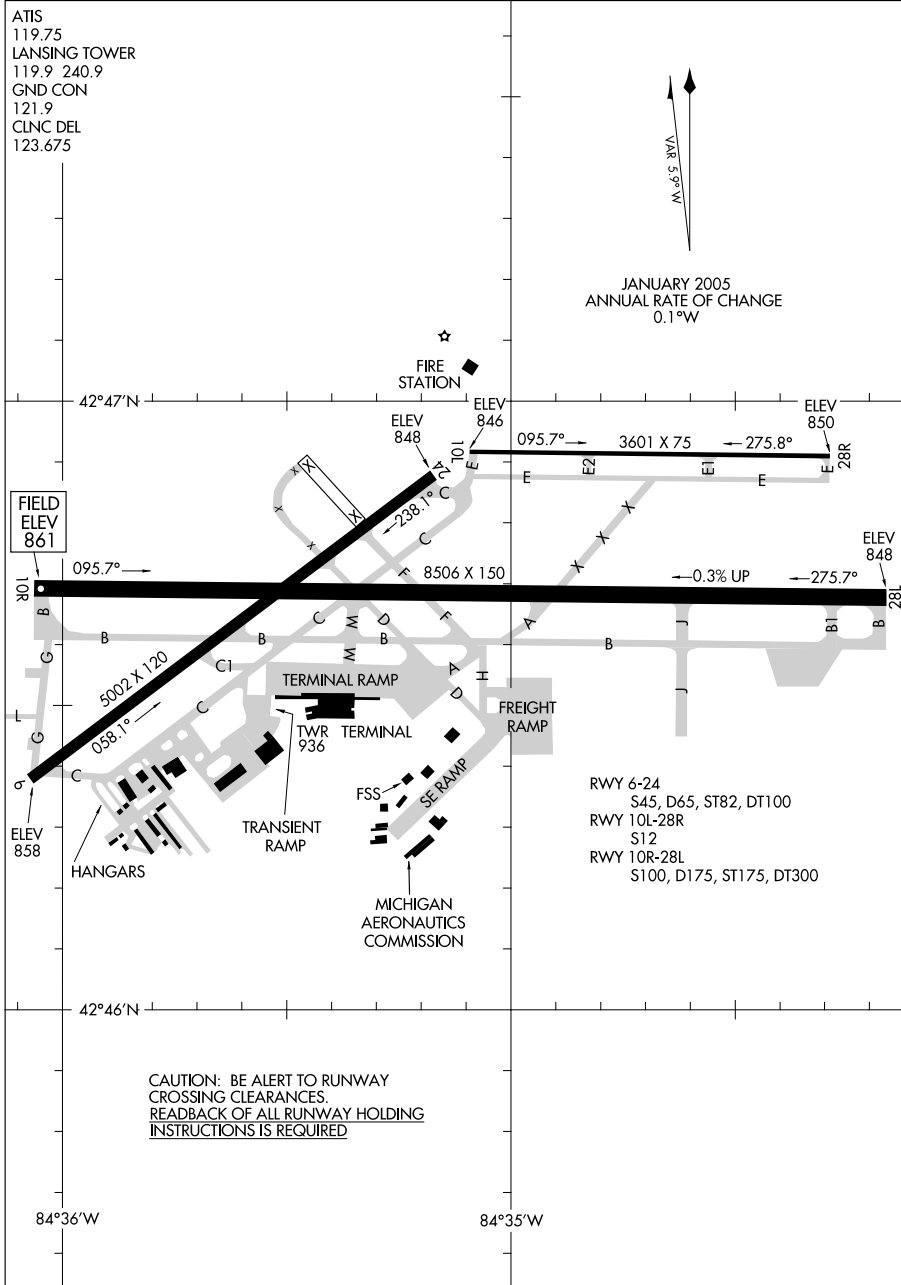 ATIS
119.75
LANSING TOWER
119.9 240.9
GND CON
121.9
CLNC DEL
123.675
VAR 5.9° W
JANUARY 2005
ANNUAL RATE OF CHANGE
0.1°W
FIRE
STATION
42°47'N
ELEV
848
ELEV
846
ELEV
850
10L
095.7°
3601 X 75
275.8°
28R
24
E
E2
E1
E
E
E
C
238.1°
X
X
X
X
X
X
X
X
C
F
FIELD
ELEV
861
ELEV
848
10R
095.7°
8506 X 150
0.3% UP
275.7°
28L
B
B
B
B
B
B1
B
C
W
W
D
F
A
J
J
G
G
L
C1
A
D
H
5002 X 120
058.1°
C
TERMINAL RAMP
TWR
936
TERMINAL
FREIGHT
RAMP
6
C
ELEV
858
HANGARS
TRANSIENT
RAMP
FSS
SE RAMP
MICHIGAN
AERONAUTICS
COMMISSION
RWY 6-24
S45, D65, ST82, DT100
RWY 10L-28R
S12
RWY 10R-28L
S100, D175, ST175, DT300
42°46'N
CAUTION: BE ALERT TO RUNWAY
CROSSING CLEARANCES.
READBACK OF ALL RUNWAY HOLDING
INSTRUCTIONS IS REQUIRED
84°36'W
84°35'W